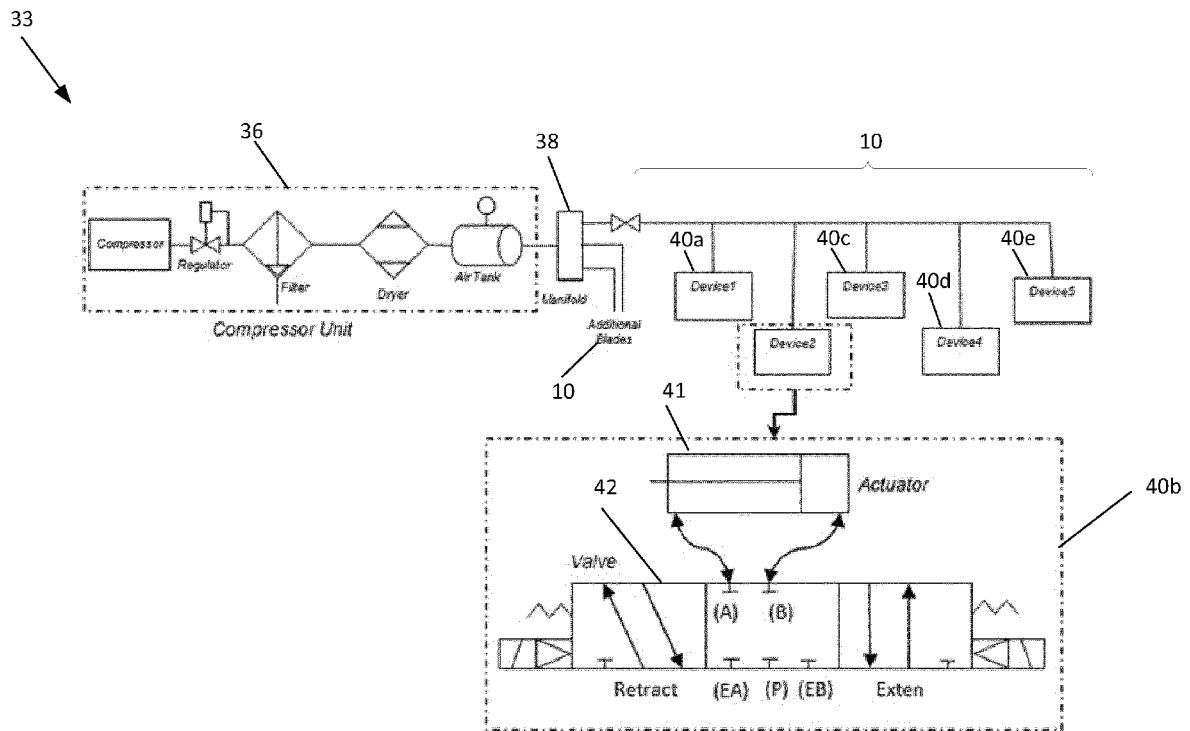 33
36
38
10
Compressor
Regulator
Filter
Dryer
Air Tank
Manifold
Compressor Unit
Additional
Blades
10
40a
40c
40d
40e
Device1
Device3
Device5
Device2
Device4
41
Actuator
42
40b
Valve
(A) (B)
Retract (EA) (P) (EB) Exten